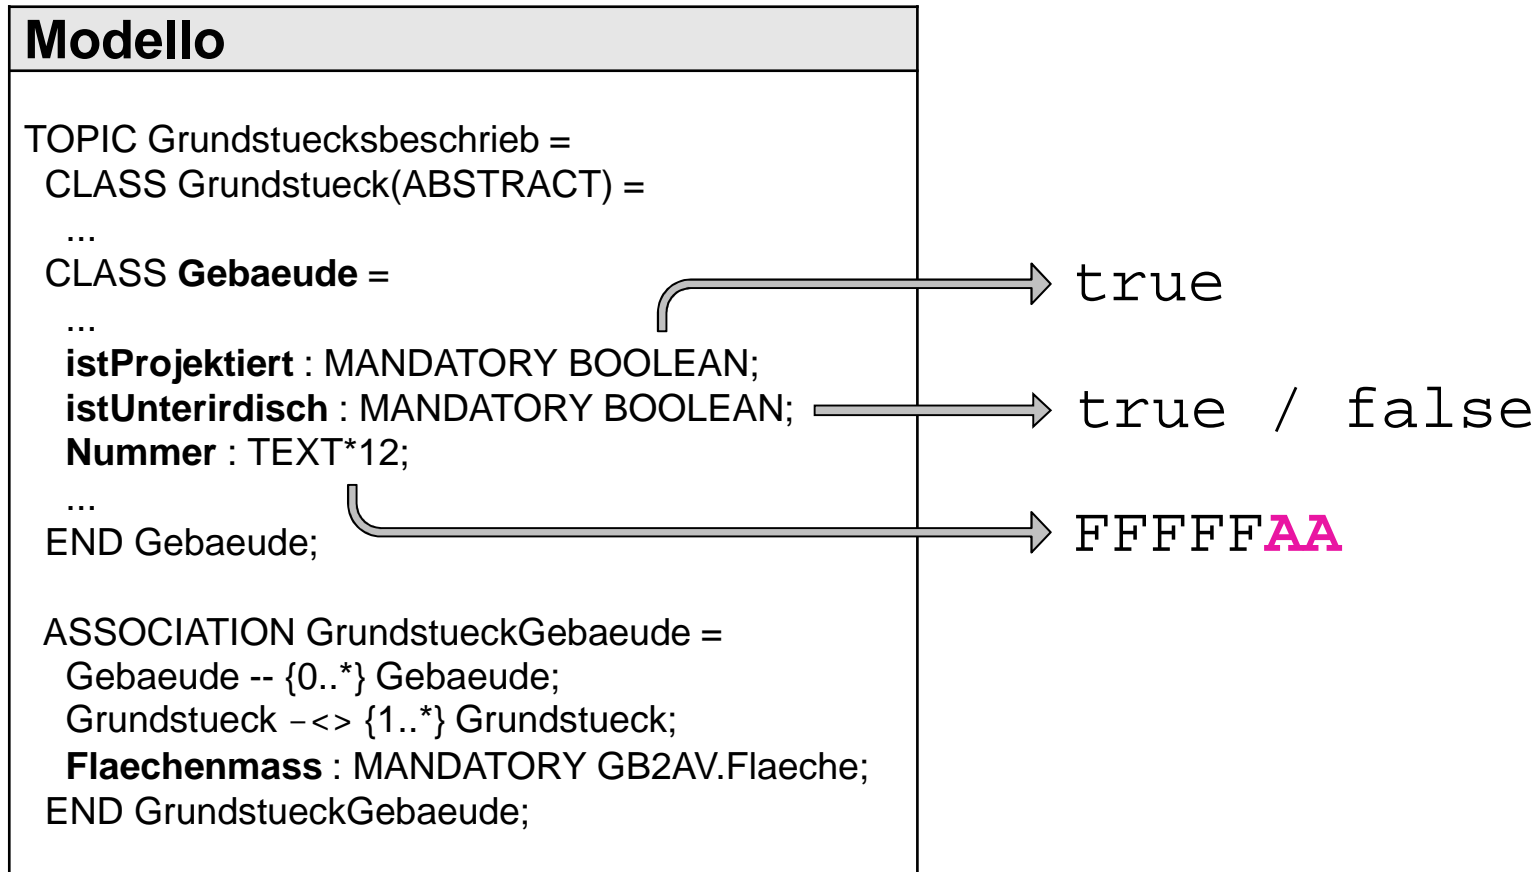 Modello
TOPIC Grundstuecksbeschrieb =
CLASS Grundstueck(ABSTRACT) =
...
CLASS Gebaeude =
...
istProjektiert : MANDATORY BOOLEAN;
istUnterirdisch : MANDATORY BOOLEAN;
Nummer : TEXT*12;
...
END Gebaeude;
ASSOCIATION GrundstueckGebaeude =
Gebaeude -- {0..*} Gebaeude;
Grundstueck -<> {1..*} Grundstueck;
Flaechenmass : MANDATORY GB2AV.Flaeche;
END GrundstueckGebaeude;
true
true / false
FFFFFAA